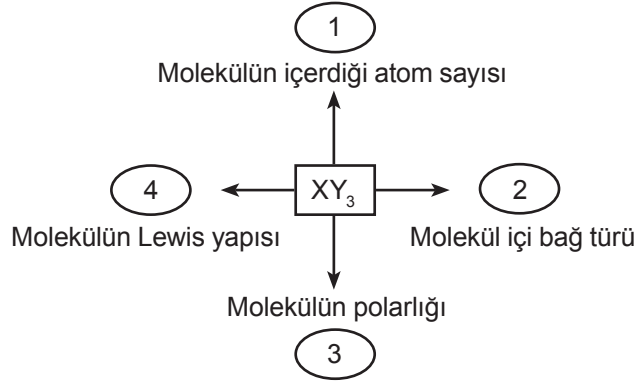 1
Molekülün içerdiği atom sayısı
4
XY₃
2
Molekülün Lewis yapısı
Molekül içi bağ türü
Molekülün polarlığı
3